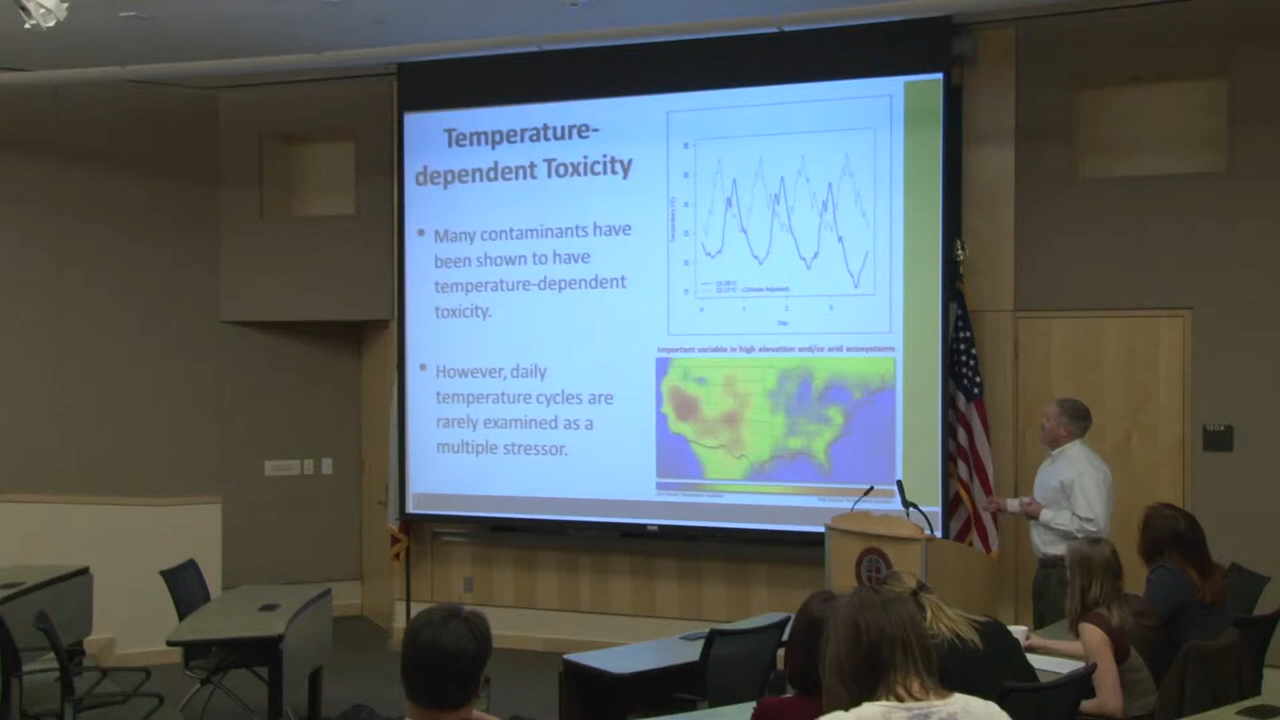 Temperature-
dependent Toxicity
• Many contaminants have
been shown to have
temperature-dependent
toxicity.
• However, daily
temperature cycles are
rarely examined as a
multiple stressor.
Day
Important variable in high elevation and/or arid ecosystems